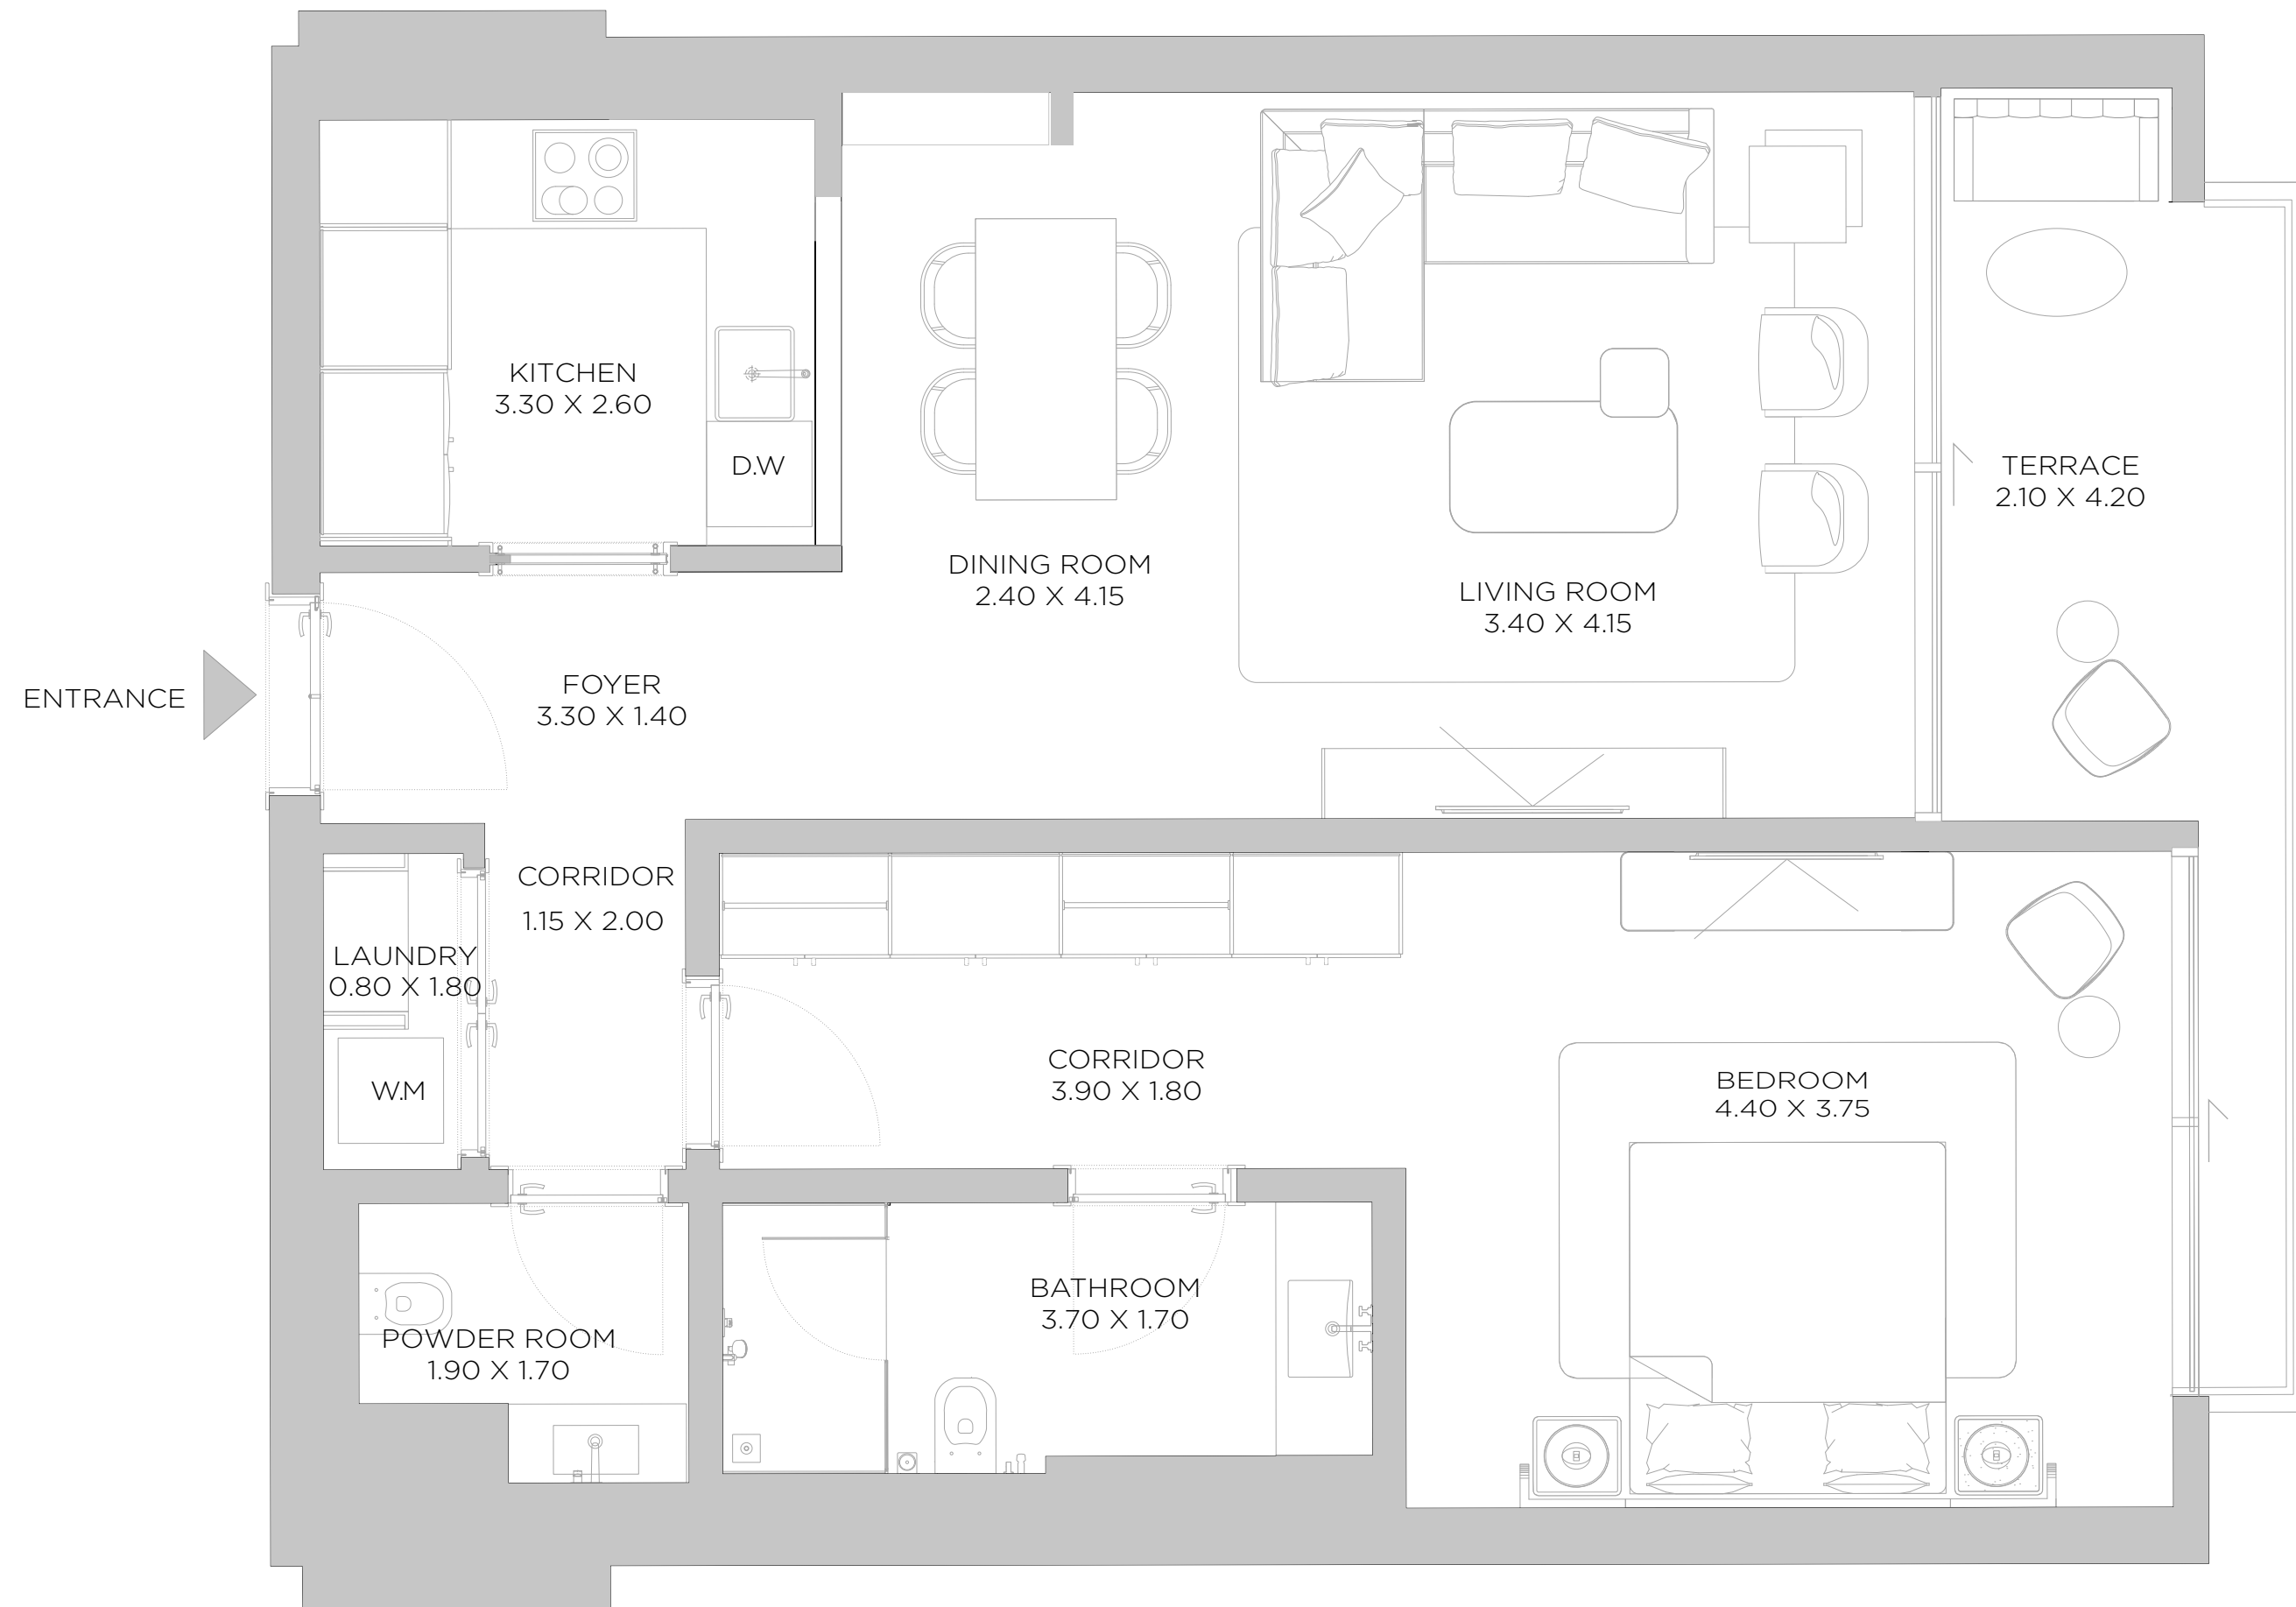 KITCHEN
3.30 X 2.60
D.W
DINING ROOM
2.40 X 4.15
LIVING ROOM
3.40 X 4.15
TERRACE
2.10 X 4.20
ENTRANCE
FOYER
3.30 X 1.40
CORRIDOR
1.15 X 2.00
LAUNDRY
0.80 X 1.80
W.M
CORRIDOR
3.90 X 1.80
BEDROOM
4.40 X 3.75
POWDER ROOM
1.90 X 1.70
BATHROOM
3.70 X 1.70